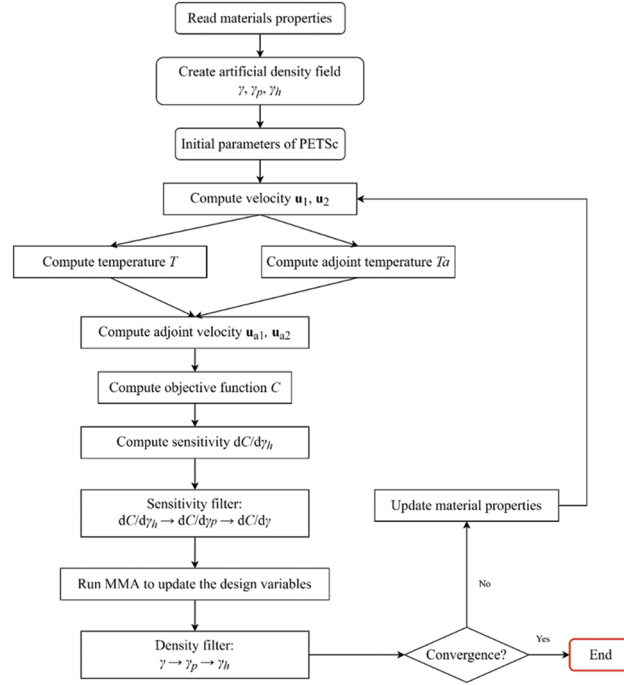 Read materials properties
Create artificial density field
γ, γₚ, γₕ
Initial parameters of PETSc
Compute velocity u₁, u₂
Compute temperature T
Compute adjoint temperature Ta
Compute adjoint velocity uₐ₁, uₐ₂
Compute objective function C
Compute sensitivity dC/dγₕ
Sensitivity filter:
dC/dγₕ → dC/dγₚ → dC/dγ
Run MMA to update the design variables
Density filter:
γ → γₚ → γₕ
Update material properties
No
Convergence?
Yes
End